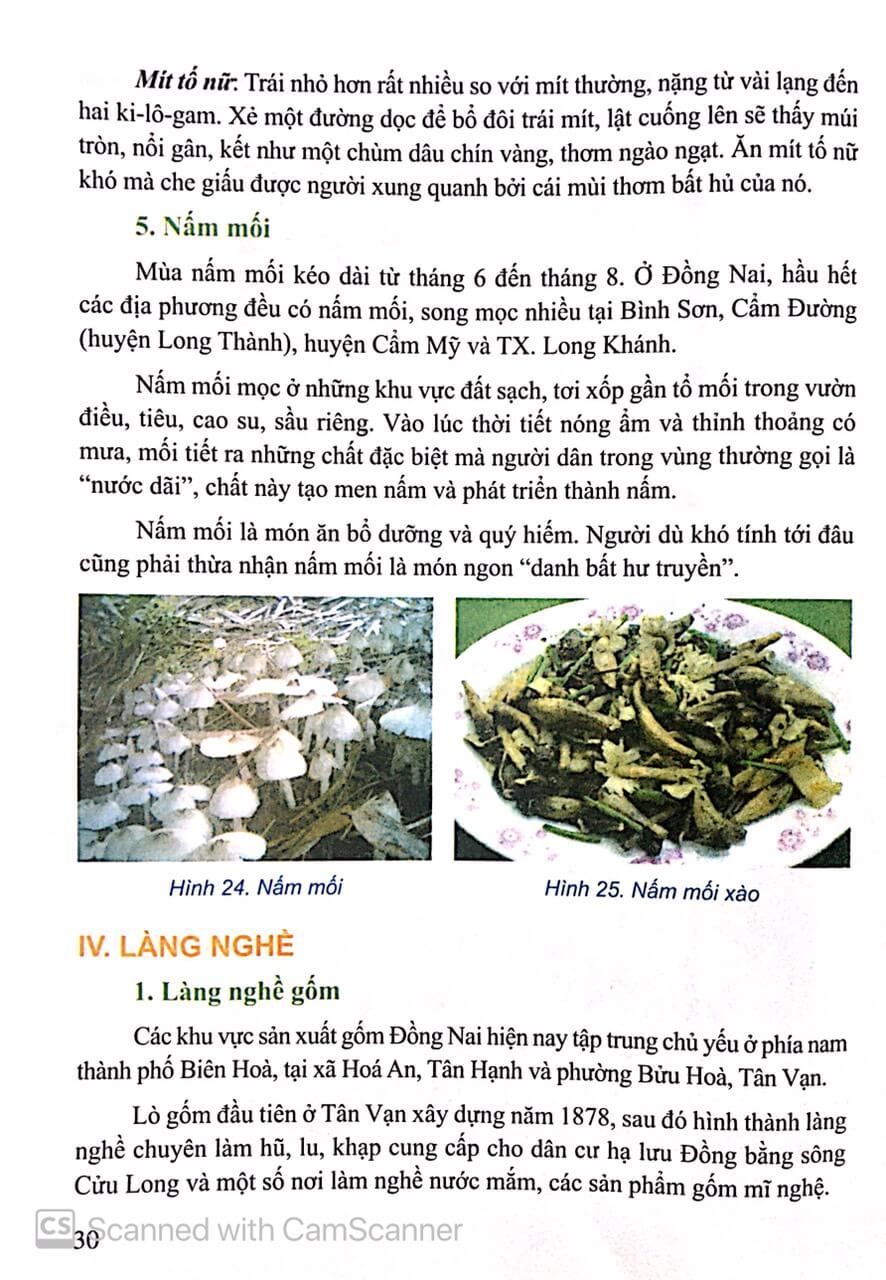 Mít tố nữ: Trái nhỏ hơn rất nhiều so với mít thường, nặng từ vài lạng đến
hai ki-lô-gam. Xẻ một đường dọc để bổ đôi trái mít, lật cuống lên sẽ thấy múi
tròn, nổi gân, kết như một chùm dâu chín vàng, thơm ngào ngạt. Ăn mít tố nữ
khó mà che giấu được người xung quanh bởi cái mùi thơm bất hủ của nó.
5. Nấm mối
Mùa nấm mối kéo dài từ tháng 6 đến tháng 8. Ở Đồng Nai, hầu hết
các địa phương đều có nấm mối, song mọc nhiều tại Bình Sơn, Cẩm Đường
(huyện Long Thành), huyện Cẩm Mỹ và TX. Long Khánh.
Nấm mối mọc ở những khu vực đất sạch, tơi xốp gần tổ mối trong vườn
điều, tiêu, cao su, sầu riêng. Vào lúc thời tiết nóng ẩm và thỉnh thoảng có
mưa, mối tiết ra những chất đặc biệt mà người dân trong vùng thường gọi là
“nước dãi”, chất này tạo men nấm và phát triển thành nấm.
Nấm mối là món ăn bổ dưỡng và quý hiếm. Người dù khó tính tới đâu
cũng phải thừa nhận nấm mối là món ngon “danh bất hư truyền”.
Hình 24. Nấm mối
Hình 25. Nấm mối xào
IV. LÀNG NGHỀ
1. Làng nghề gốm
Các khu vực sản xuất gốm Đồng Nai hiện nay tập trung chủ yếu ở phía nam
thành phố Biên Hoà, tại xã Hoá An, Tân Hạnh và phường Bửu Hoà, Tân Vạn.
Lò gốm đầu tiên ở Tân Vạn xây dựng năm 1878, sau đó hình thành làng
nghề chuyên làm hũ, lu, khạp cung cấp cho dân cư hạ lưu Đồng bằng sông
Cửu Long và một số nơi làm nghề nước mắm, các sản phẩm gốm mĩ nghệ.
CS Scanned with CamScanner
30